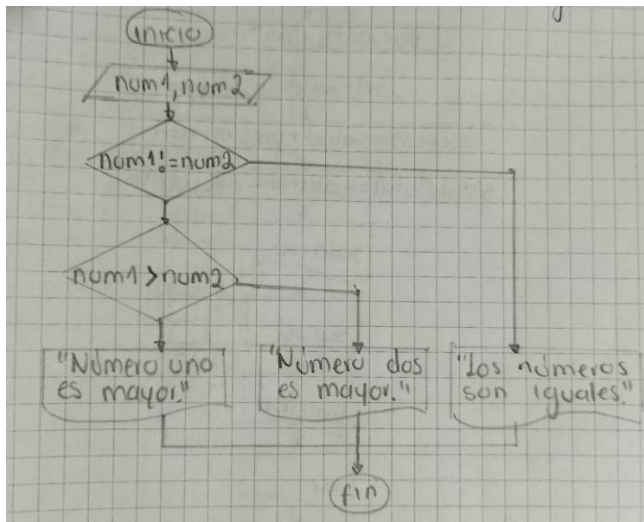 inicio
num1, num2
num1!=num2
num1>num2
"Número uno
es mayor."
"Número dos
es mayor."
"Los números
son iguales."
fin